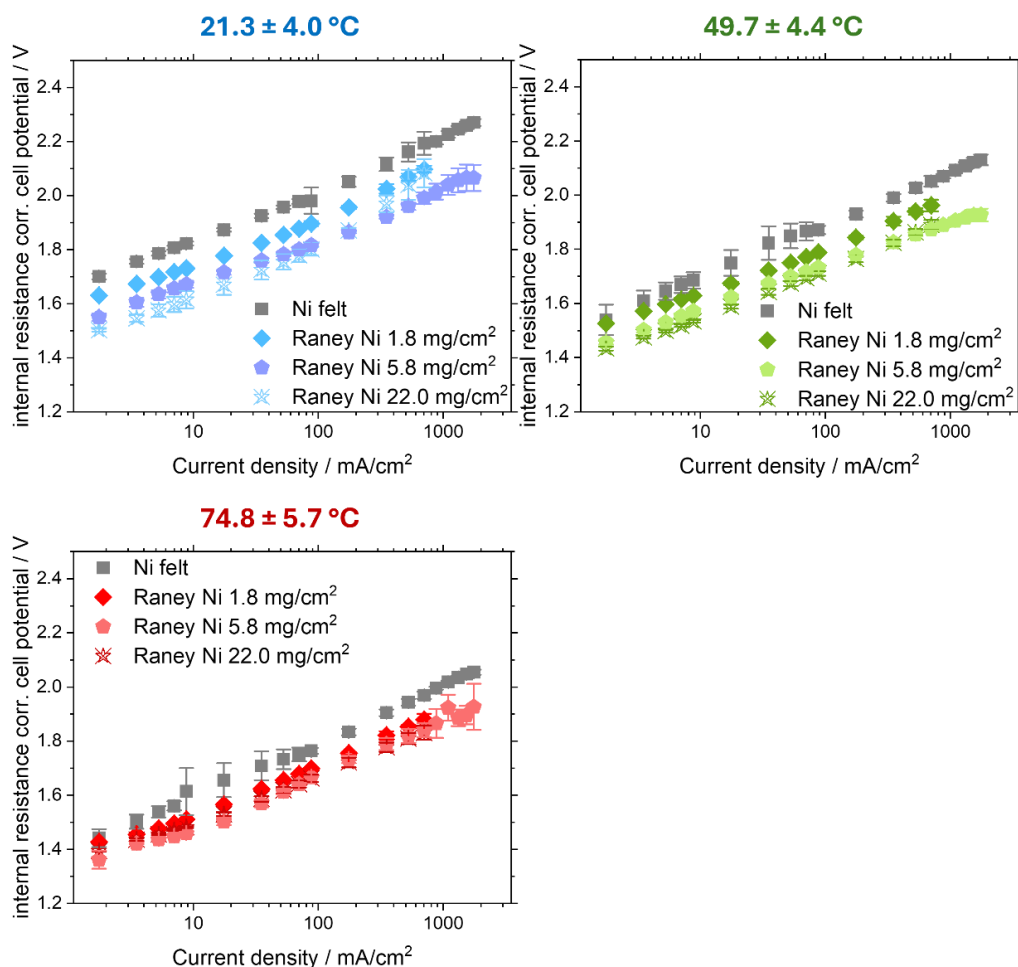 21.3 ± 4.0 °C
internal resistance corr. cell potential / V
2.4
2.2
2.0
1.8
1.6
1.4
1.2
Ni felt
Raney Ni 1.8 mg/cm²
Raney Ni 5.8 mg/cm²
Raney Ni 22.0 mg/cm²
10
100
1000
Current density / mA/cm²
49.7 ± 4.4 °C
internal resistance corr. cell potential / V
2.4
2.2
2.0
1.8
1.6
1.4
1.2
Ni felt
Raney Ni 1.8 mg/cm²
Raney Ni 5.8 mg/cm²
Raney Ni 22.0 mg/cm²
10
100
1000
Current density / mA/cm²
74.8 ± 5.7 °C
internal resistance corr. cell potential / V
2.4
2.2
2.0
1.8
1.6
1.4
1.2
Ni felt
Raney Ni 1.8 mg/cm²
Raney Ni 5.8 mg/cm²
Raney Ni 22.0 mg/cm²
10
100
1000
Current density / mA/cm²